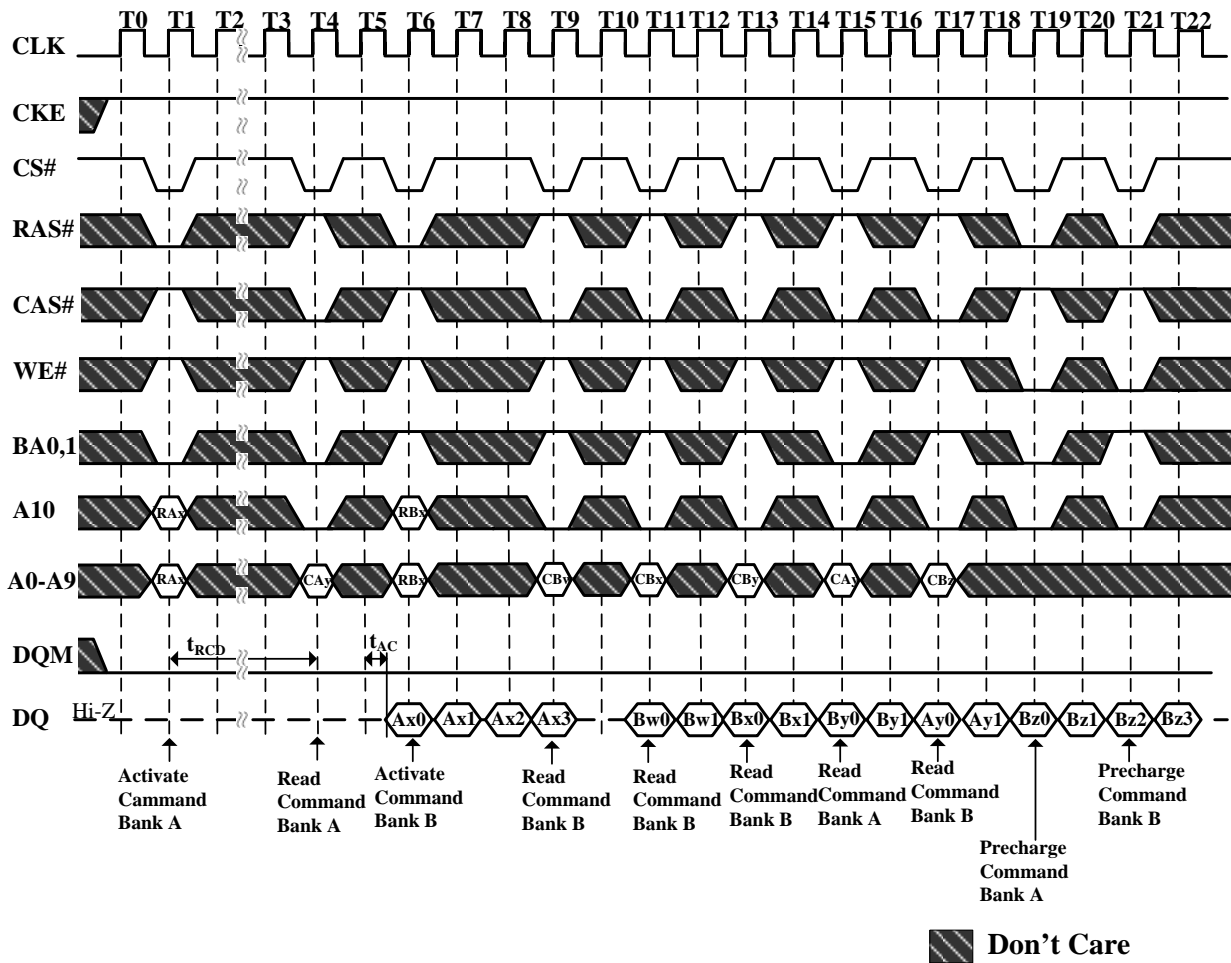 T0 T1 T2 T3 T4 T5 T6 T7 T8 T9 T10 T11 T12 T13 T14 T15 T16 T17 T18 T19 T20 T21 T22
CLK
CKE
CS#
RAS#
CAS#
WE#
BA0,1
A10 RAx RBx
A0-A9 RAx CAy RBx CBw CBx CBy CAy CBz
DQM tRCD tAC
DQ Hi-Z Ax0 Ax1 Ax2 Ax3 Bw0 Bw1 Bx0 Bx1 By0 By1 Ay0 Ay1 Bz0 Bz1 Bz2 Bz3
Activate
Cammand
Bank A
Read
Command
Bank A
Activate
Command
Bank B
Read
Command
Bank B
Read
Command
Bank B
Read
Command
Bank B
Read
Command
Bank A
Read
Command
Bank B
Precharge
Command
Bank A
Precharge
Command
Bank B
Don't Care